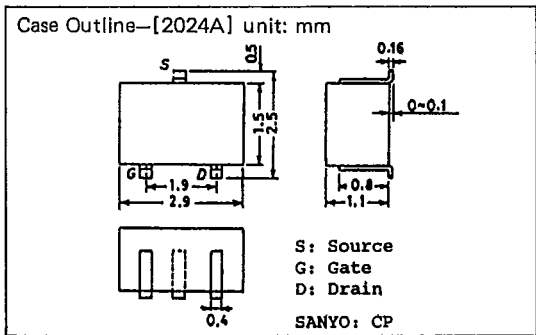 Case Outline—[2024A] unit: mm
S
0.5
1.5
2.5
G
D
1.9
2.9
0.16
0~0.1
0.8
1.1
0.4
S: Source
G: Gate
D: Drain
SANYO: CP